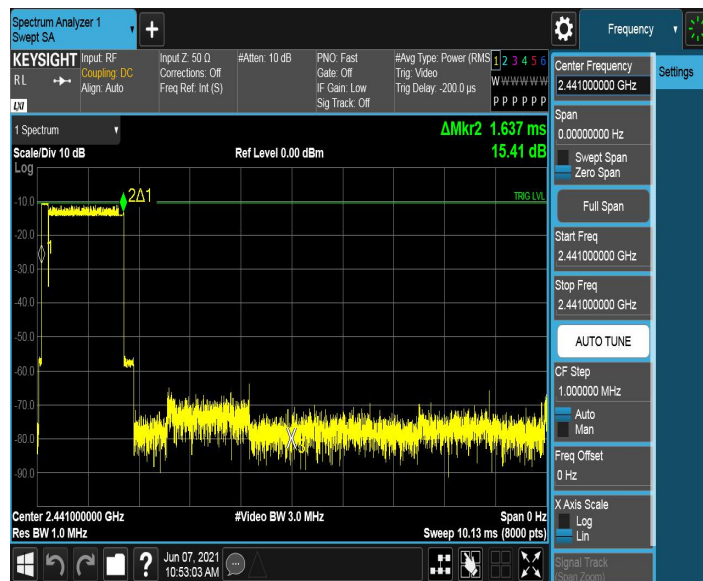 Spectrum Analyzer 1
Swept SA
+
Frequency
KEYSIGHT
RL
LXI
Input: RF
Coupling: DC
Align: Auto
Input Z: 50 Ω
Corrections: Off
Freq Ref: Int (S)
#Atten: 10 dB
PNO: Fast
Gate: Off
IF Gain: Low
Sig Track: Off
#Avg Type: Power (RMS
Trig: Video
Trig Delay: -200.0 µs
1 2 3 4 5 6
W W W W W W
P P P P P P
Center Frequency
2.441000000 GHz
Settings
Span
0.00000000 Hz
Swept Span
Zero Span
Full Span
Start Freq
2.441000000 GHz
Stop Freq
2.441000000 GHz
AUTO TUNE
CF Step
1.000000 MHz
Auto
Man
Freq Offset
0 Hz
X Axis Scale
Log
Lin
Signal Track
(Span Zoom)
1 Spectrum
ΔMkr2 1.637 ms
15.41 dB
Scale/Div 10 dB
Ref Level 0.00 dBm
Log
2Δ1
TRIG LVL
-10.0
-20.0
1
-30.0
-40.0
-50.0
-60.0
-70.0
-80.0
3
-90.0
Center 2.441000000 GHz
#Video BW 3.0 MHz
Span 0 Hz
Res BW 1.0 MHz
Sweep 10.13 ms (8000 pts)
?
Jun 07, 2021
10:53:03 AM